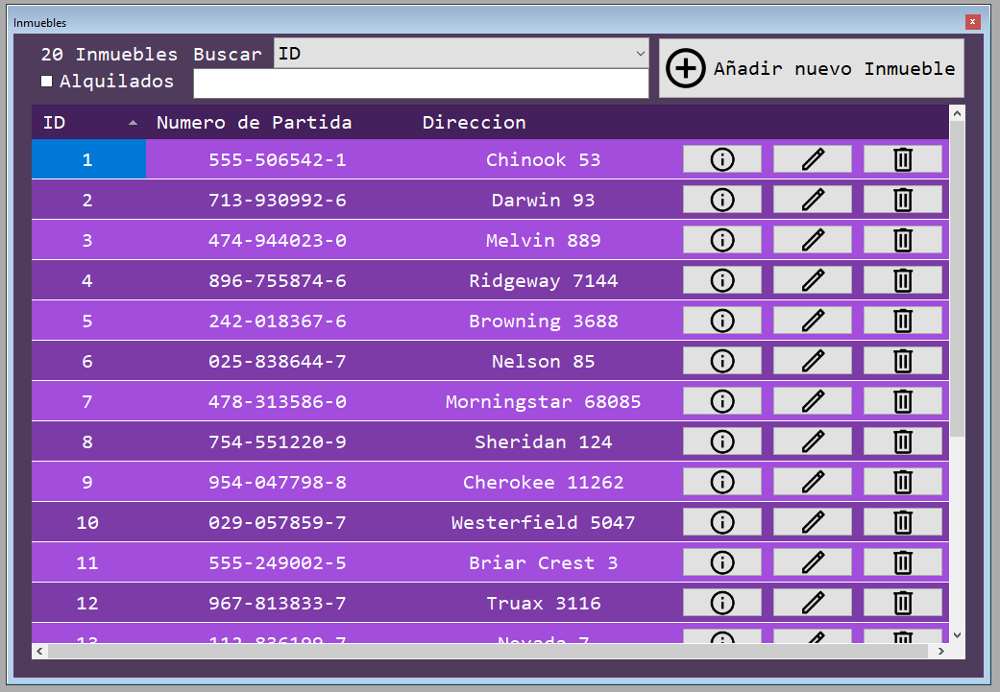 Inmuebles
20 Inmuebles Buscar ID
Alquilados
Añadir nuevo Inmueble
ID Numero de Partida Direccion
1 555-506542-1 Chinook 53
2 713-930992-6 Darwin 93
3 474-944023-0 Melvin 889
4 896-755874-6 Ridgeway 7144
5 242-018367-6 Browning 3688
6 025-838644-7 Nelson 85
7 478-313586-0 Morningstar 68085
8 754-551220-9 Sheridan 124
9 954-047798-8 Cherokee 11262
10 029-057859-7 Westerfield 5047
11 555-249002-5 Briar Crest 3
12 967-813833-7 Truax 3116
13 112-836199-7 Nevada 7